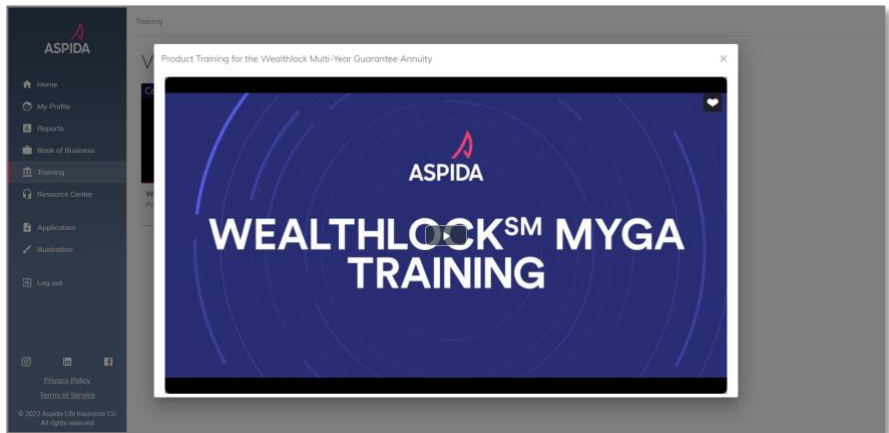 ASPIDA
Home
My Profile
Reports
Book of Business
Training
Resource Center
Application
Illustration
Log out
Privacy Policy
Terms of Service
© 2023 Aspida Life Insurance Co.
All rights reserved
Training
Product Training for the Wealthlock Multi-Year Guarantee Annuity
ASPIDA
WEALTHLOCK℠ MYGA
TRAINING